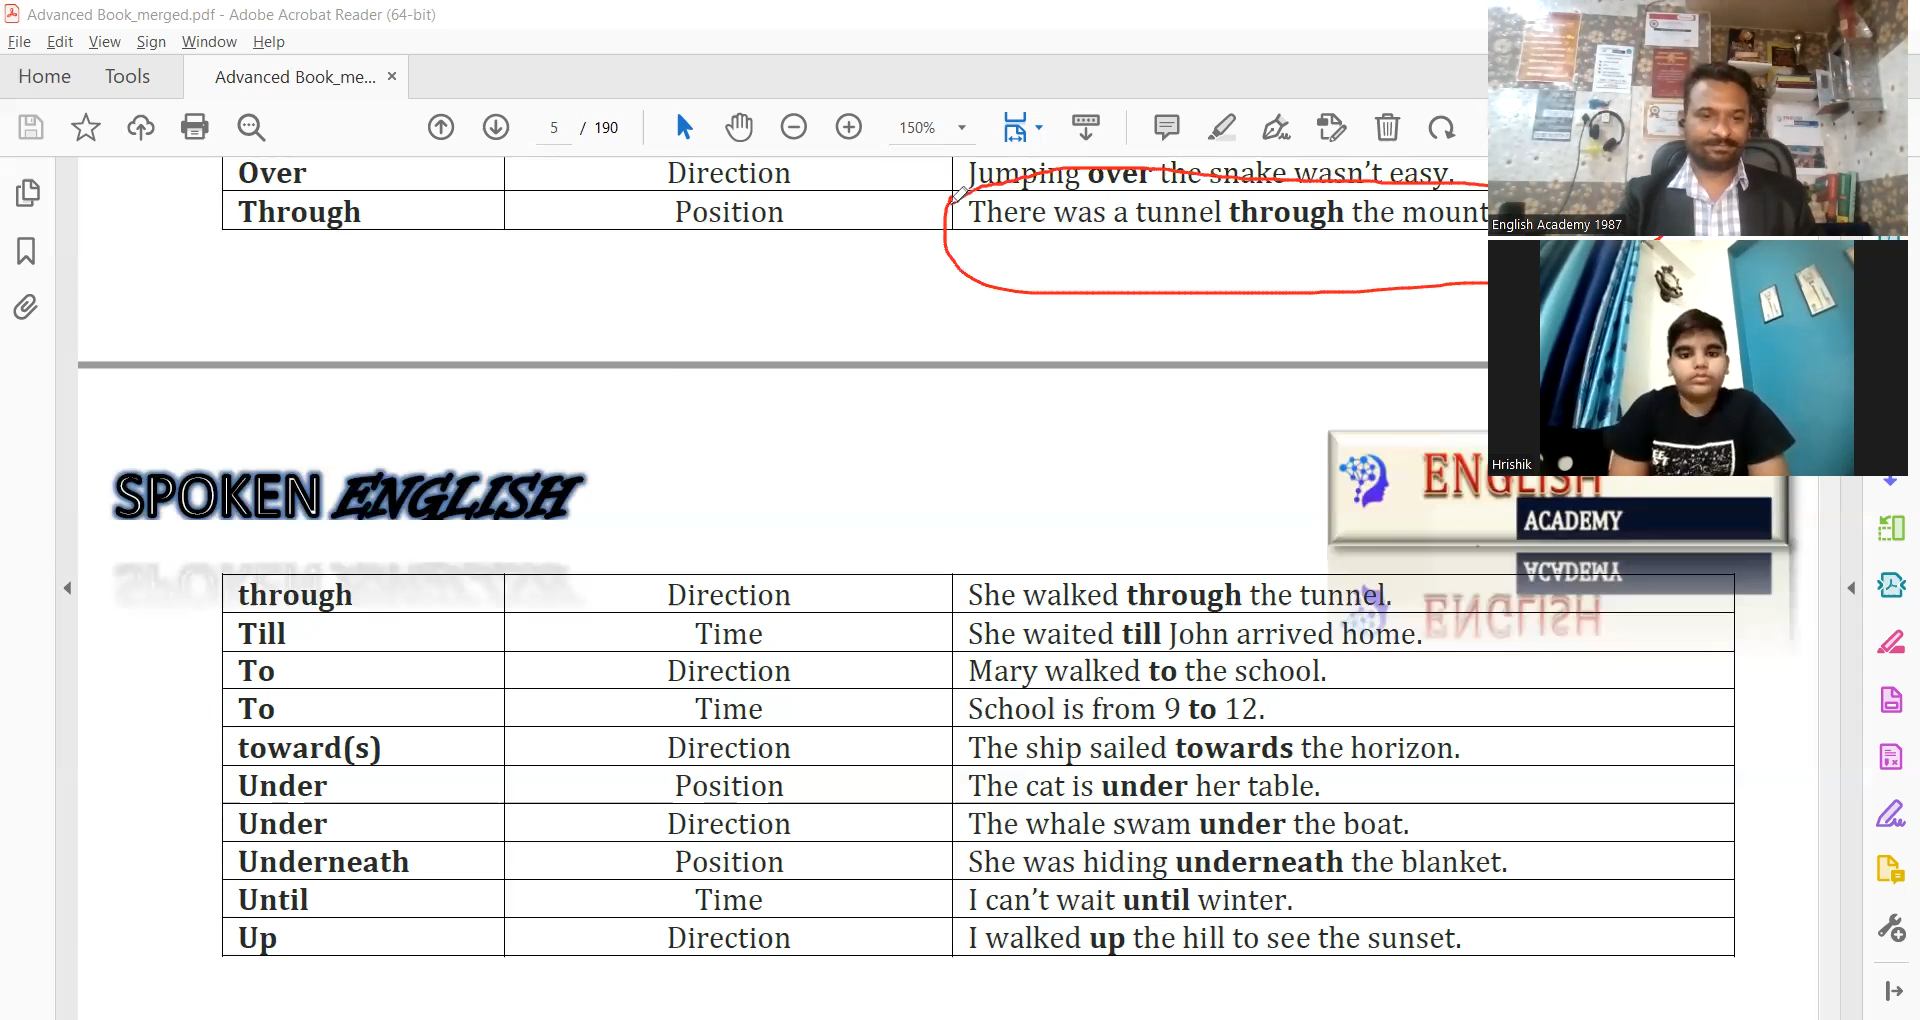 Advanced Book_merged.pdf - Adobe Acrobat Reader (64-bit)
File Edit View Sign Window Help
Home Tools Advanced Book_me... ×
5 / 190 150%
Over Direction Jumping over the snake wasn't easy.
Through Position There was a tunnel through the mount
English Academy 1987
Hrishik
SPOKEN ENGLISH
ENGLISH
ACADEMY
through Direction She walked through the tunnel.
Till Time She waited till John arrived home.
To Direction Mary walked to the school.
To Time School is from 9 to 12.
toward(s) Direction The ship sailed towards the horizon.
Under Position The cat is under her table.
Under Direction The whale swam under the boat.
Underneath Position She was hiding underneath the blanket.
Until Time I can't wait until winter.
Up Direction I walked up the hill to see the sunset.